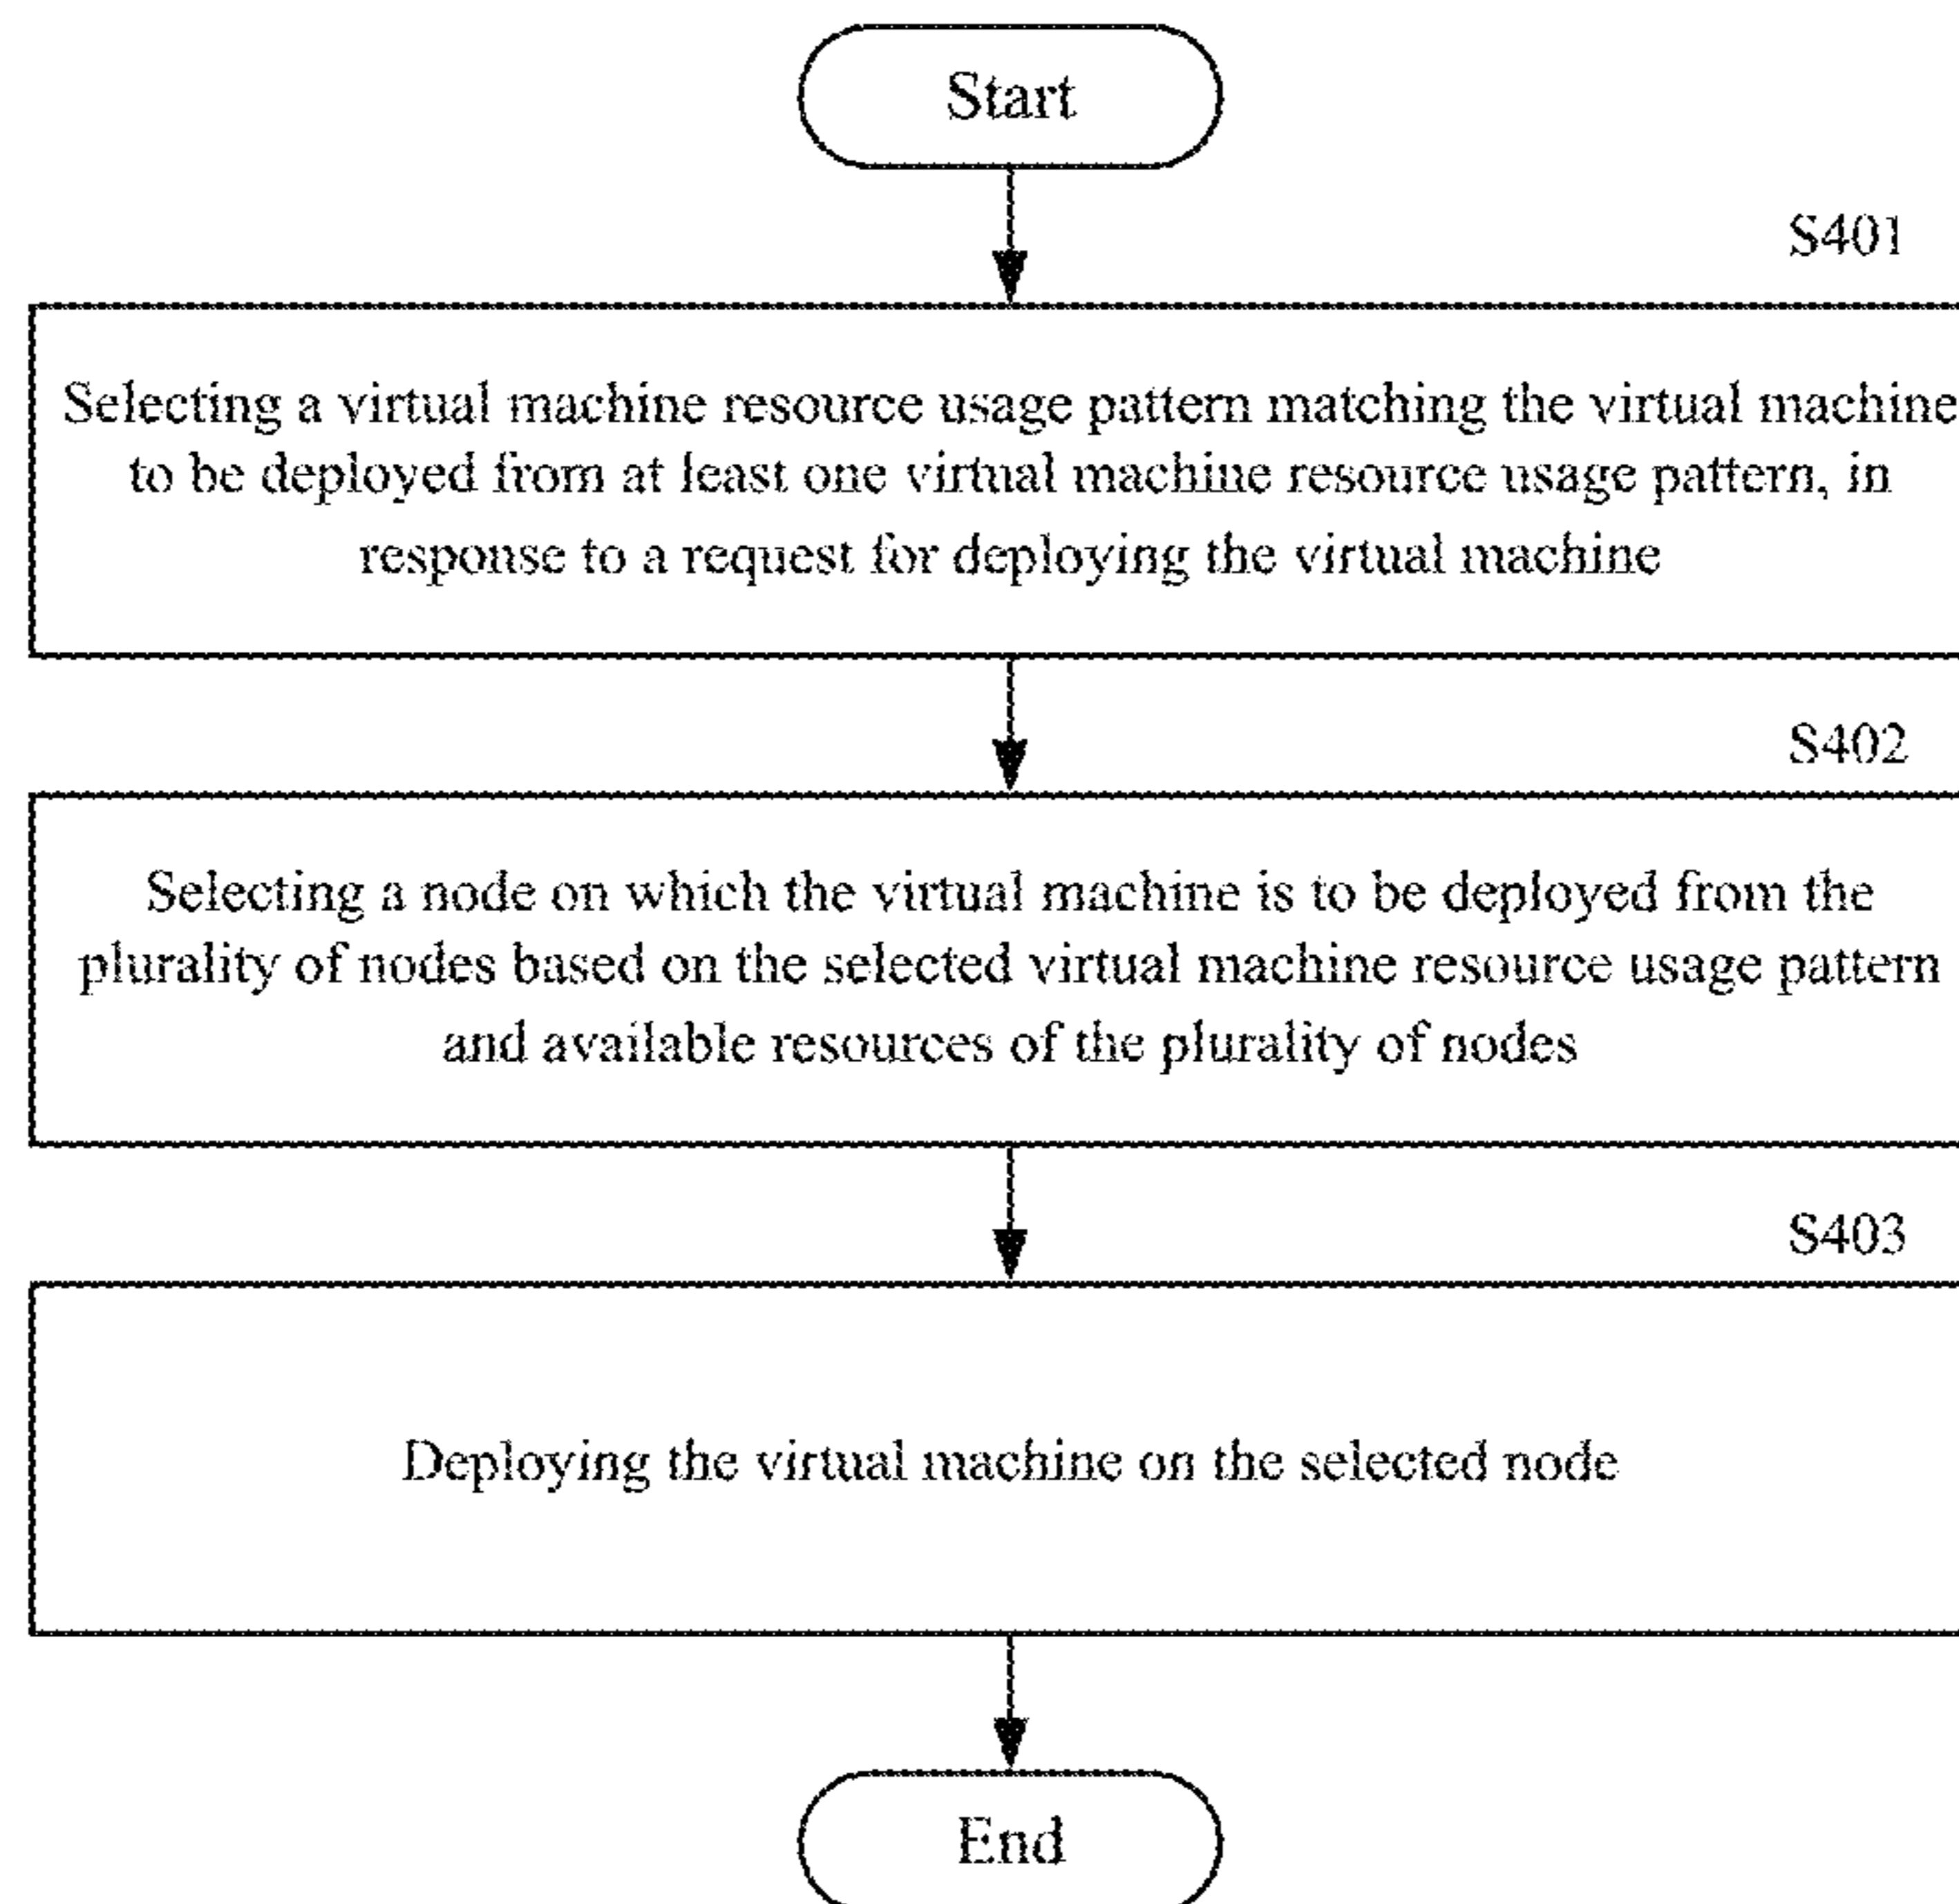 Start
S401
Selecting a virtual machine resource usage pattern matching the virtual machine
to be deployed from at least one virtual machine resource usage pattern, in
response to a request for deploying the virtual machine
S402
Selecting a node on which the virtual machine is to be deployed from the
plurality of nodes based on the selected virtual machine resource usage pattern
and available resources of the plurality of nodes
S403
Deploying the virtual machine on the selected node
End